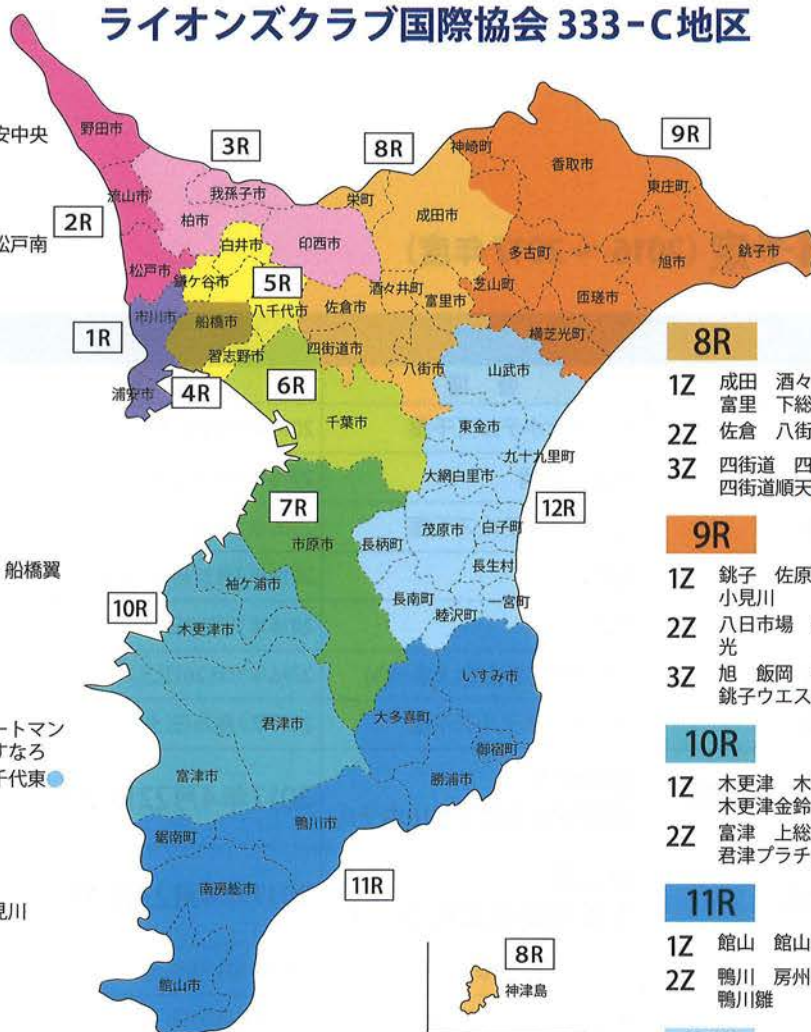 ライオンズクラブ国際協会 333-C地区
安中央
松戸南
船橋翼
ートマン
すなろ
千代東
見川
野田市
3R
8R
神崎町
9R
香取市
東庄町
流山市
我孫子市
栄町
成田市
柏市
2R
白井市
印西市
多古町
旭市
銚子市
松戸市
鎌ケ谷市
5R
酒々井町
芝山町
富里市
匝瑳市
市川市
船橋市
八千代市
佐倉市
1R
習志野市
四街道市
横芝光町
浦安市
4R
6R
八街市
山武市
千葉市
東金市
九十九里町
大網白里市
7R
12R
市原市
長柄町
茂原市
白子町
長生村
袖ケ浦市
長南町
一宮町
睦沢町
10R
木更津市
いすみ市
君津市
大多喜町
御宿町
富津市
勝浦市
鴨川市
鋸南町
11R
南房総市
館山市
8R
神津島
8R
1Z 成田 酒々
富里 下総
2Z 佐倉 八街
3Z 四街道 四
四街道順天
9R
1Z 銚子 佐原
小見川
2Z 八日市場
光
3Z 旭 飯岡
銚子ウエス
10R
1Z 木更津 木
木更津金鈴
2Z 富津 上総
君津プラチ
11R
1Z 館山 館山
2Z 鴨川 房州
鴨川雛